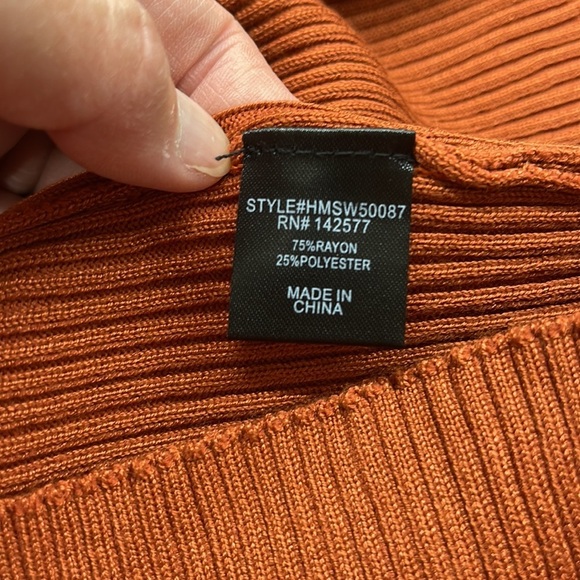 STYLE#HMSW50087
RN# 142577
75%RAYON
25%POLYESTER
MADE IN
CHINA